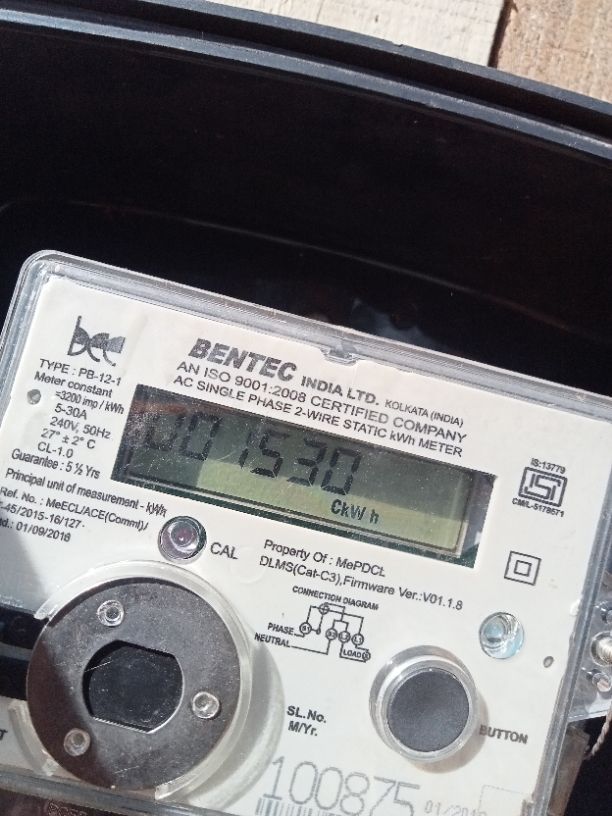 bec
BENTEC INDIA LTD. KOLKATA (INDIA)
AN ISO 9001:2008 CERTIFIED COMPANY
AC SINGLE PHASE 2-WIRE STATIC kWh METER
TYPE : PB-12-1
Meter constant
=3200 imp / kWh
5-30A
240V, 50Hz
27° ± 2° C
CL-1.0
Guarantee : 5 ½ Yrs
Principal unit of measurement - kWh
Ref. No. : MeECL/ACE(Comml)/
-45/2015-16/127
01/09/2016
001530
CkWh
IS:13779
ISI
CM/L-5178571
CAL
Property Of : MePDCL
DLMS(Cat-C3),Firmware Ver.:V01.1.8
CONNECTION DIAGRAM
PHASE
NEUTRAL
LOAD
SL.No.
M/Yr.
BUTTON
100875